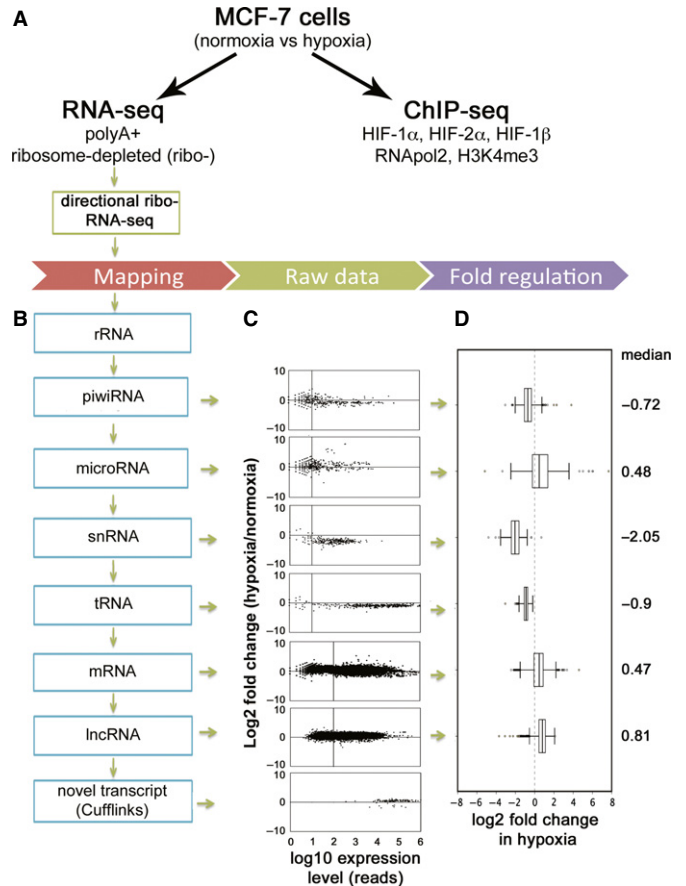 A
MCF-7 cells
(normoxia vs hypoxia)
RNA-seq
polyA+
ribosome-depleted (ribo-)
ChIP-seq
HIF-1α, HIF-2α, HIF-1β
RNApol2, H3K4me3
directional ribo-
RNA-seq
Mapping
Raw data
Fold regulation
B
rRNA
piwiRNA
microRNA
snRNA
tRNA
mRNA
lncRNA
novel transcript
(Cufflinks)
C
Log2 fold change (hypoxia/normoxia)
10
0
−10
10
0
−10
10
0
−10
10
0
−10
10
0
−10
10
0
−10
10
0
−10
0 1 2 3 4 5 6
log10 expression
level (reads)
D
median
−0.72
0.48
−2.05
−0.9
0.47
0.81
−8 −6 −4 −2 0 2 4 6 8
log2 fold change
in hypoxia